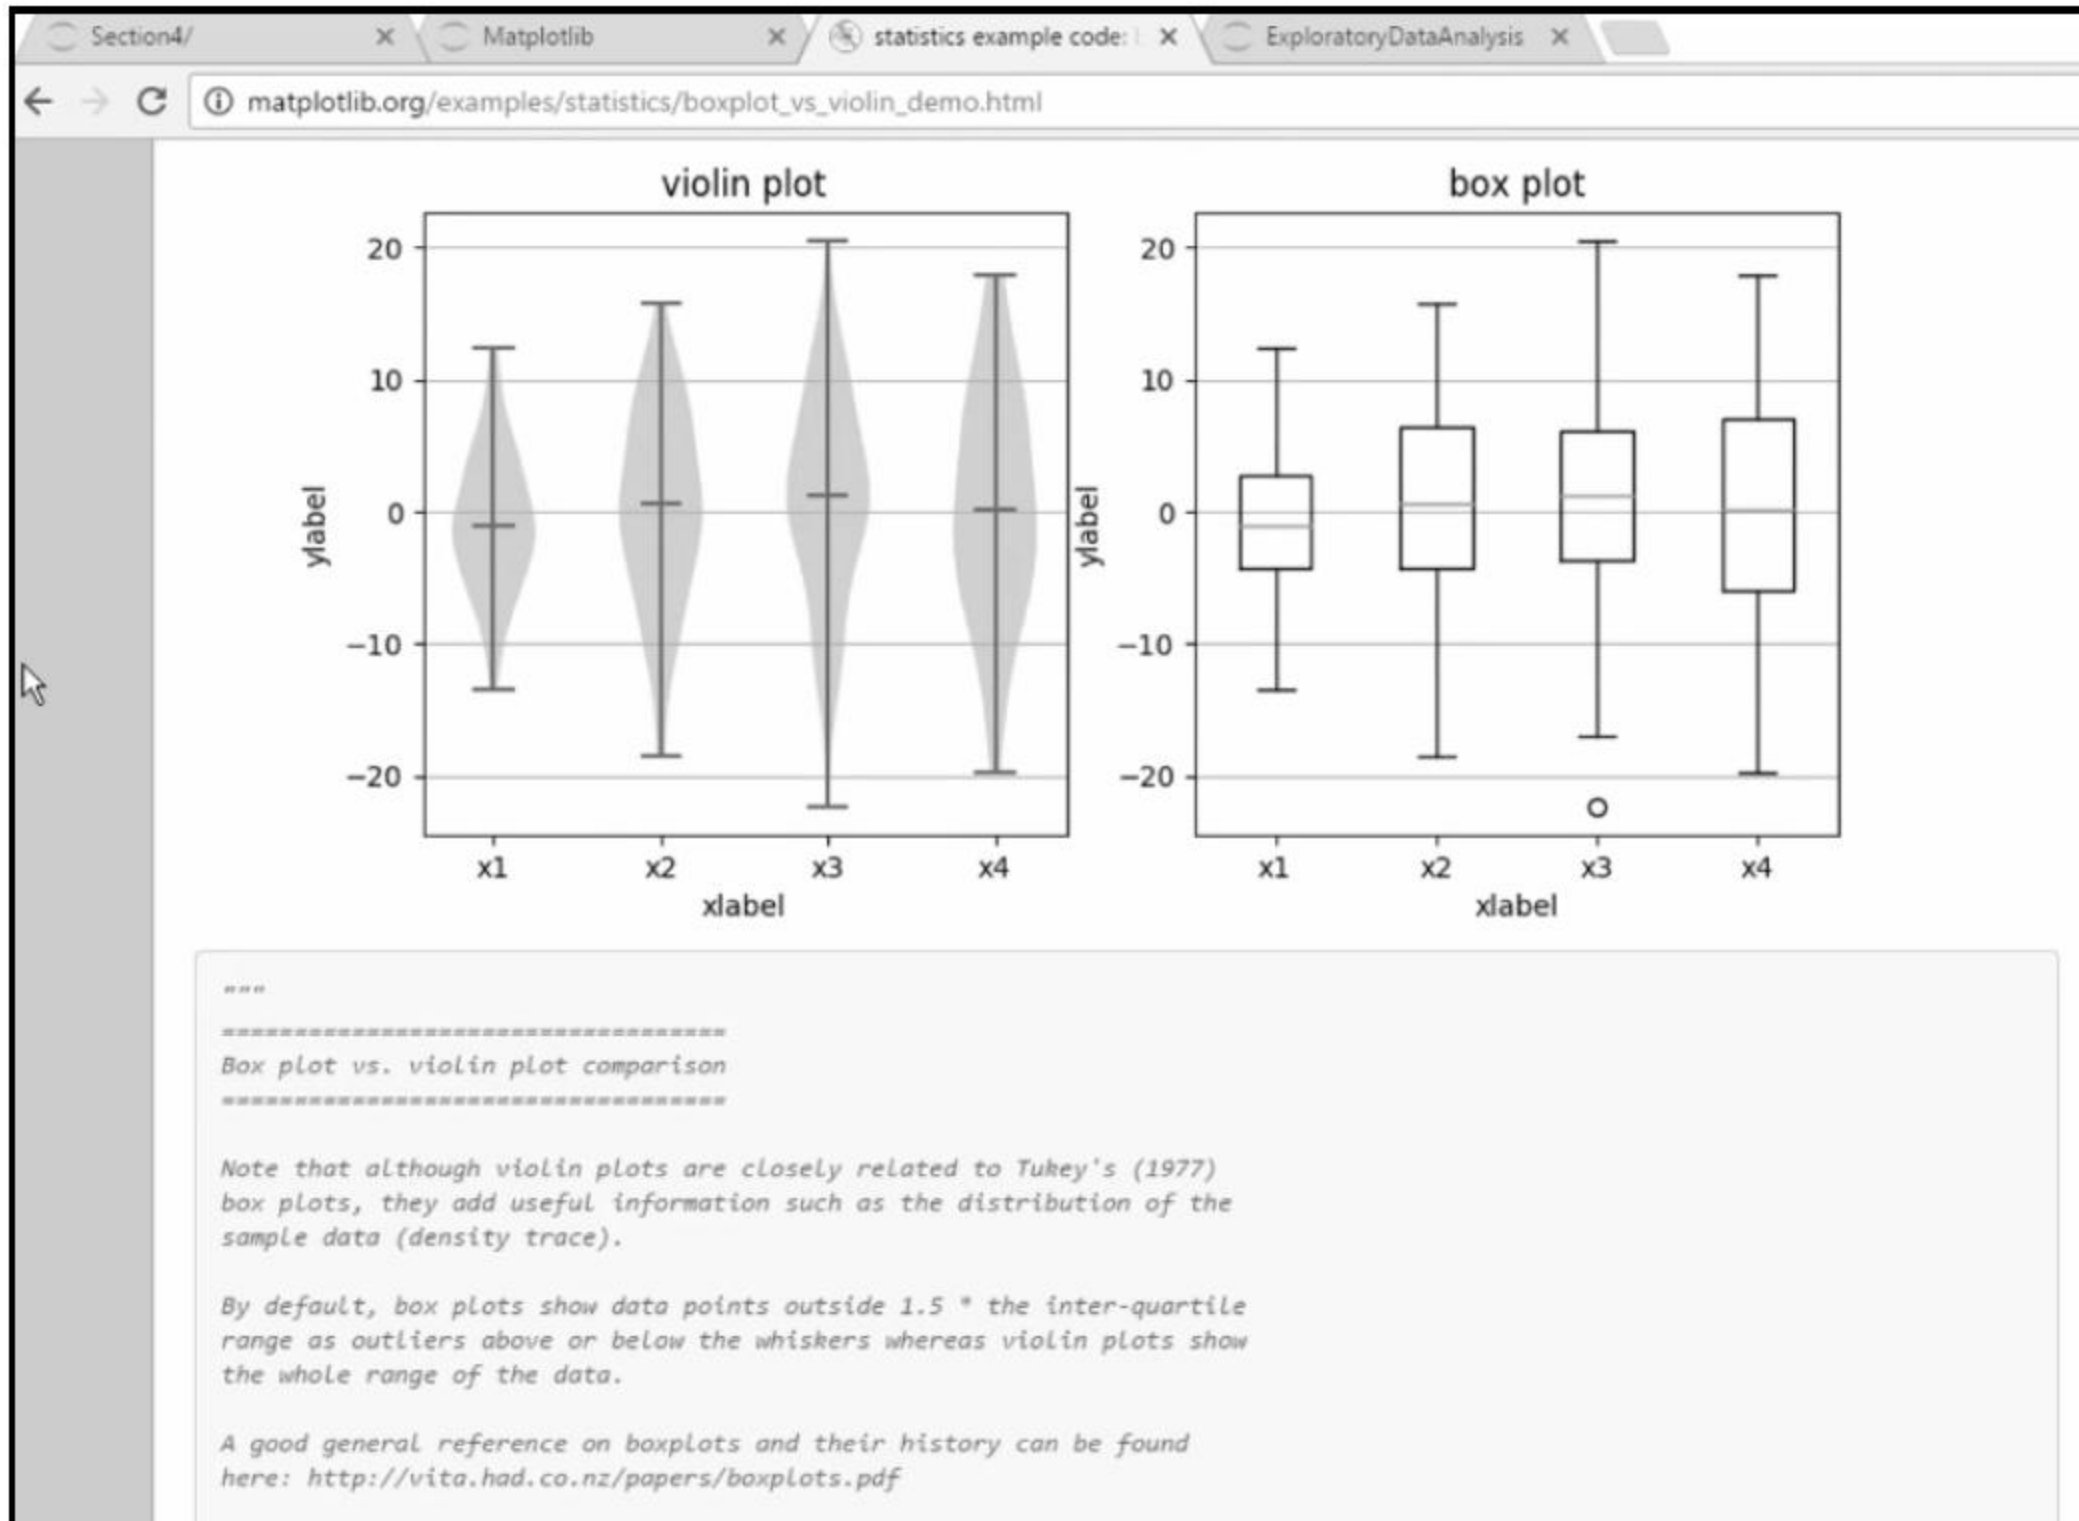 Section4/
Matplotlib
statistics example code:
ExploratoryDataAnalysis
matplotlib.org/examples/statistics/boxplot_vs_violin_demo.html
violin plot
20
10
0
−10
−20
ylabel
x1 x2 x3 x4
xlabel
box plot
20
10
0
−10
−20
ylabel
x1 x2 x3 x4
xlabel
"""
===================================
Box plot vs. violin plot comparison
===================================
Note that although violin plots are closely related to Tukey's (1977)
box plots, they add useful information such as the distribution of the
sample data (density trace).
By default, box plots show data points outside 1.5 * the inter-quartile
range as outliers above or below the whiskers whereas violin plots show
the whole range of the data.
A good general reference on boxplots and their history can be found
here: http://vita.had.co.nz/papers/boxplots.pdf